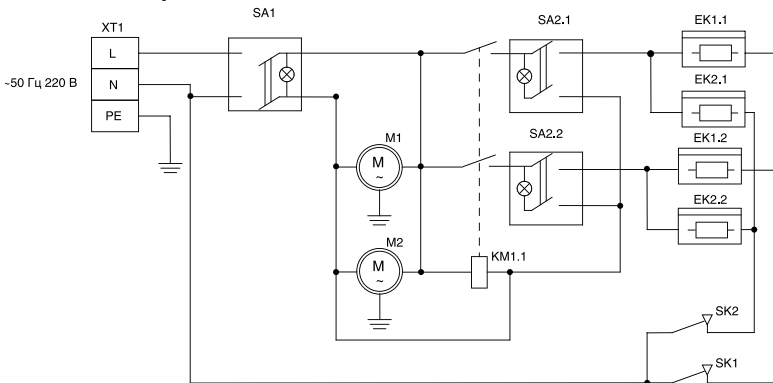 SA1
SA2.1
EK1.1
XT1
L
~50 Гц 220 В
N
EK2.1
PE
M1
SA2.2
EK1.2
M
~
EK2.2
M2
M
~
KM1.1
SK2
SK1